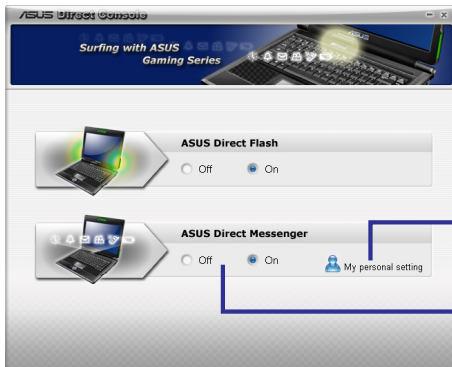 ASUS Direct Console
Surfing with ASUS
Gaming Series
ASUS Direct Flash
Off On
ASUS Direct Messenger
Off On My personal setting